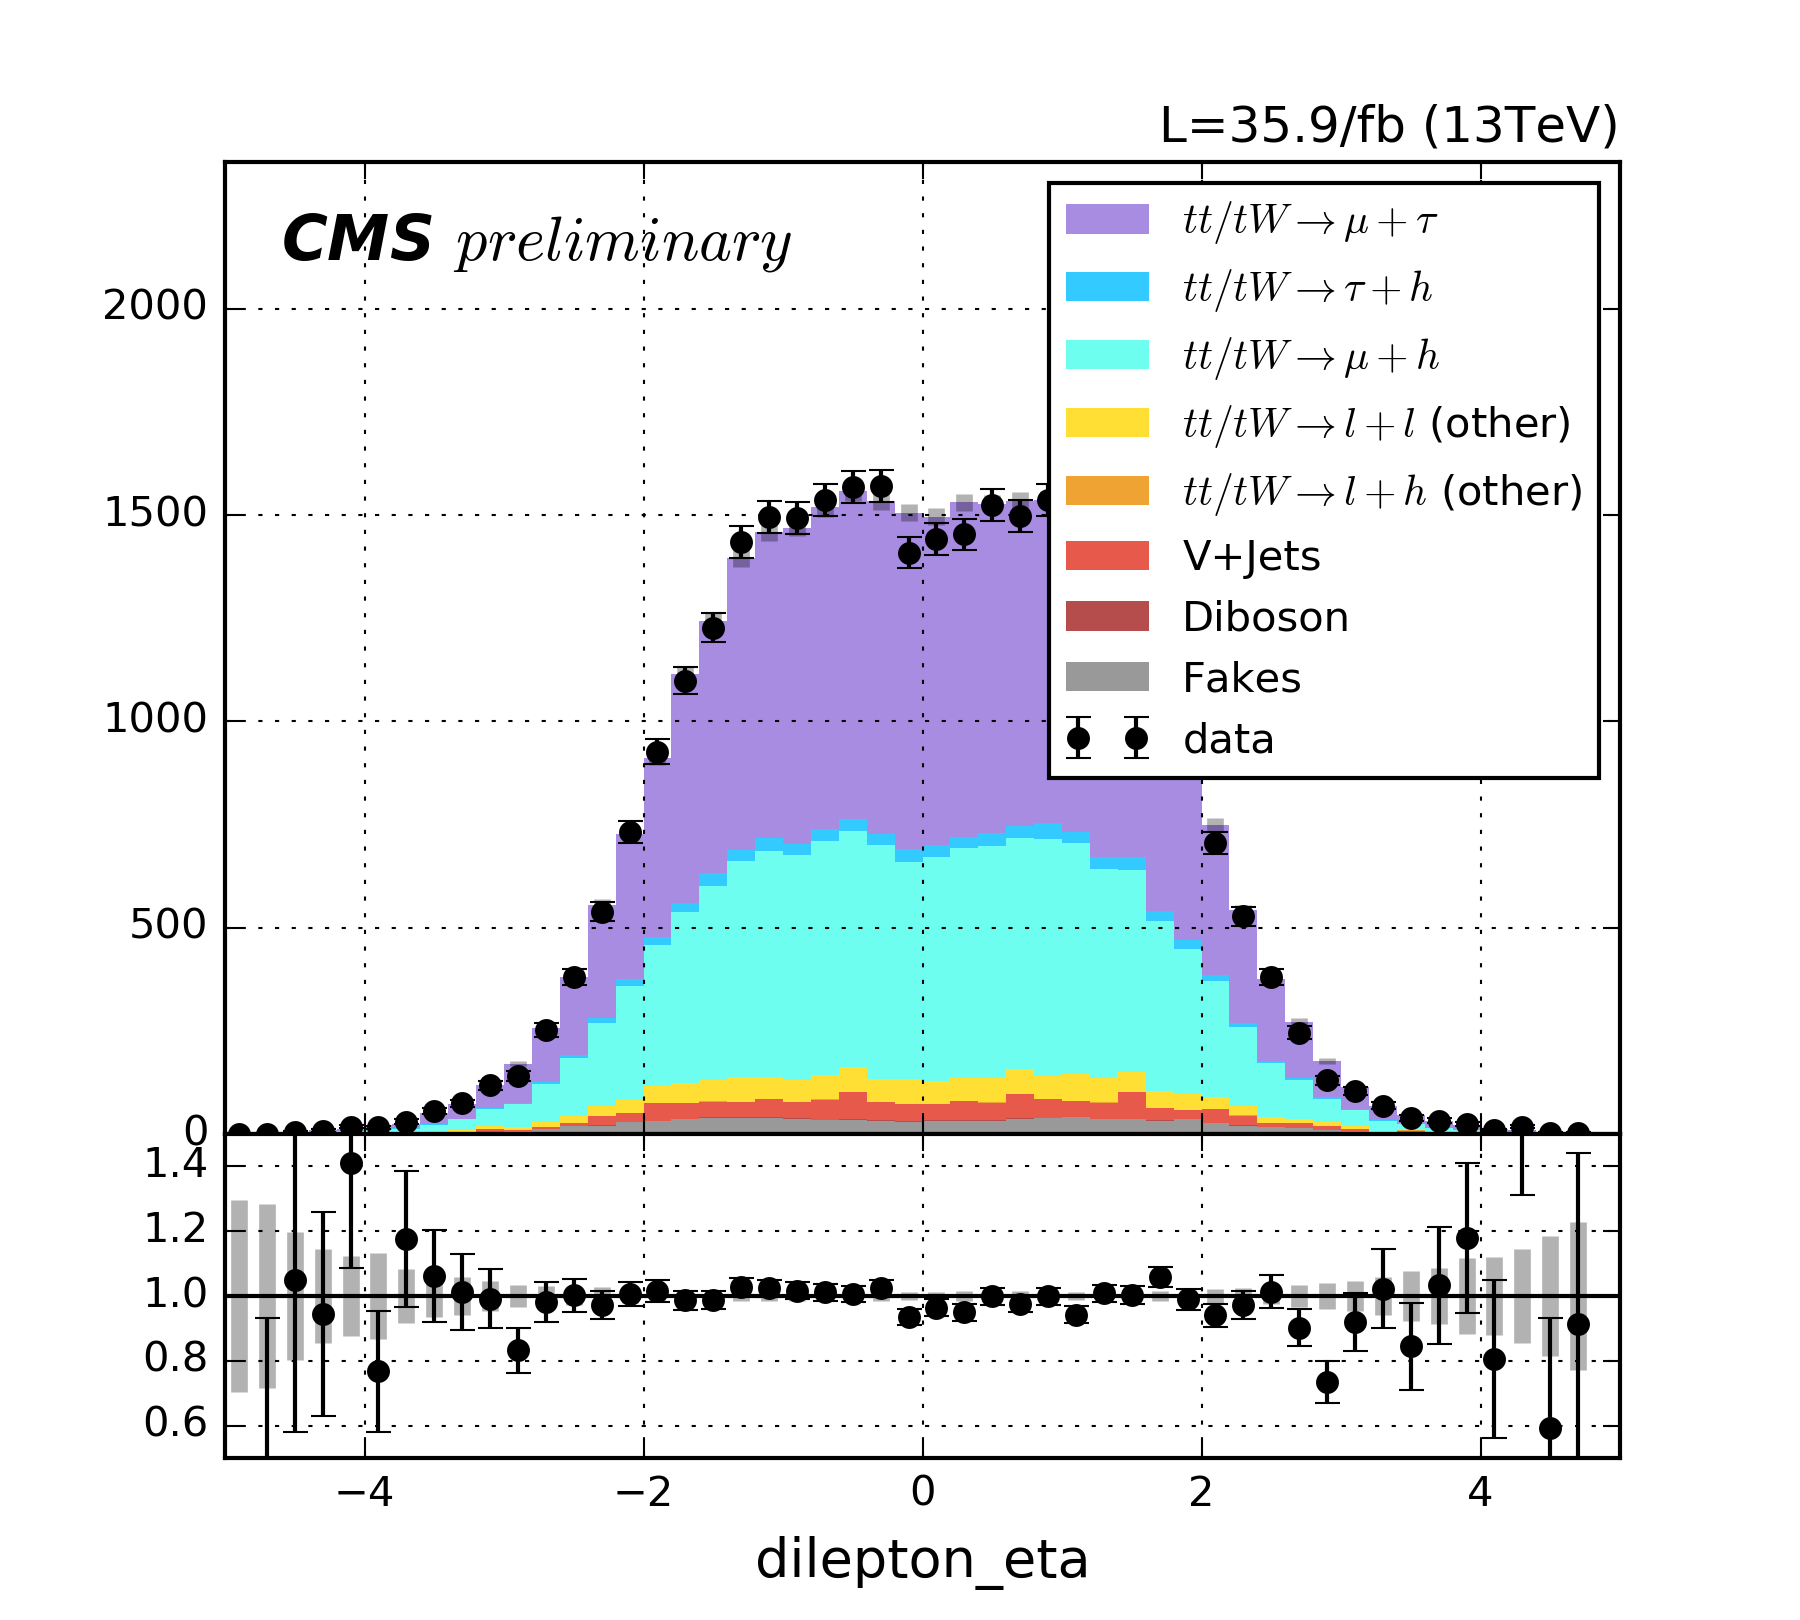 L=35.9/fb (13TeV)
CMS preliminary
tt/tW → μ + τ
tt/tW → τ + h
tt/tW → μ + h
tt/tW → l + l (other)
tt/tW → l + h (other)
V+Jets
Diboson
Fakes
data
2000
1500
1000
500
0
1.4
1.2
1.0
0.8
0.6
−4 −2 0 2 4
dilepton_eta